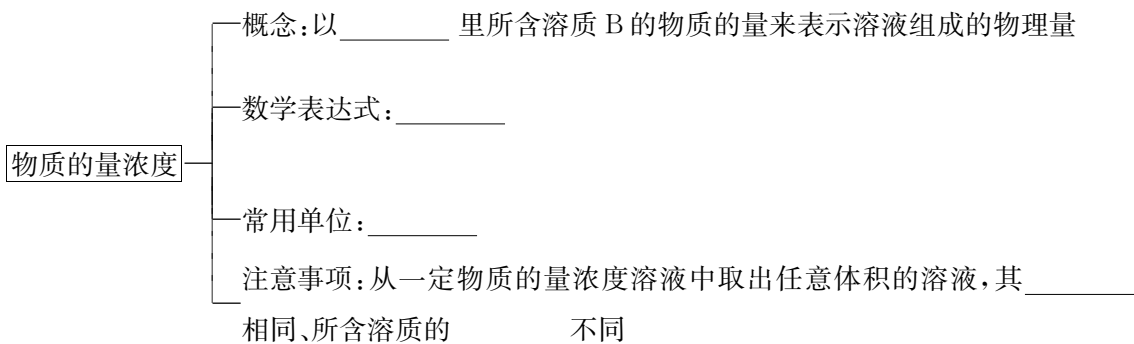 概念:以________ 里所含溶质 B 的物质的量来表示溶液组成的物理量
数学表达式:________
物质的量浓度
常用单位:________
注意事项:从一定物质的量浓度溶液中取出任意体积的溶液,其________
相同、所含溶质的 不同